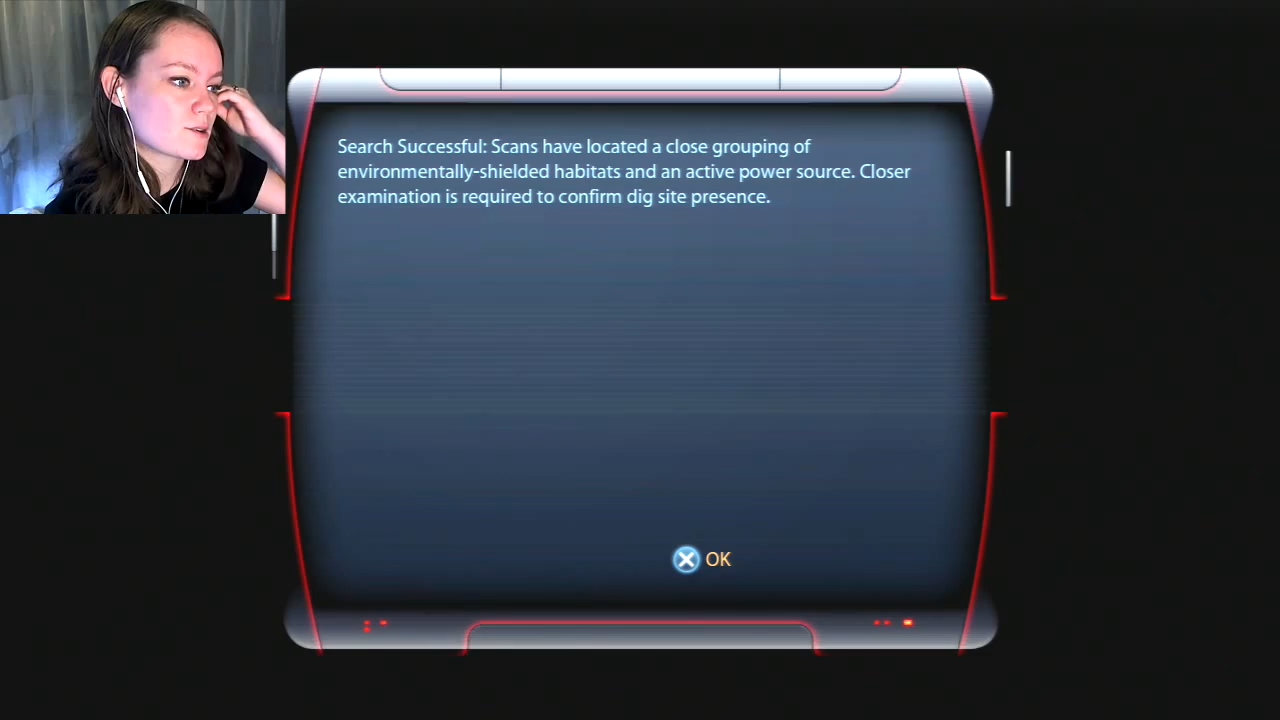 Search Successful: Scans have located a close grouping of
environmentally-shielded habitats and an active power source. Closer
examination is required to confirm dig site presence.
OK